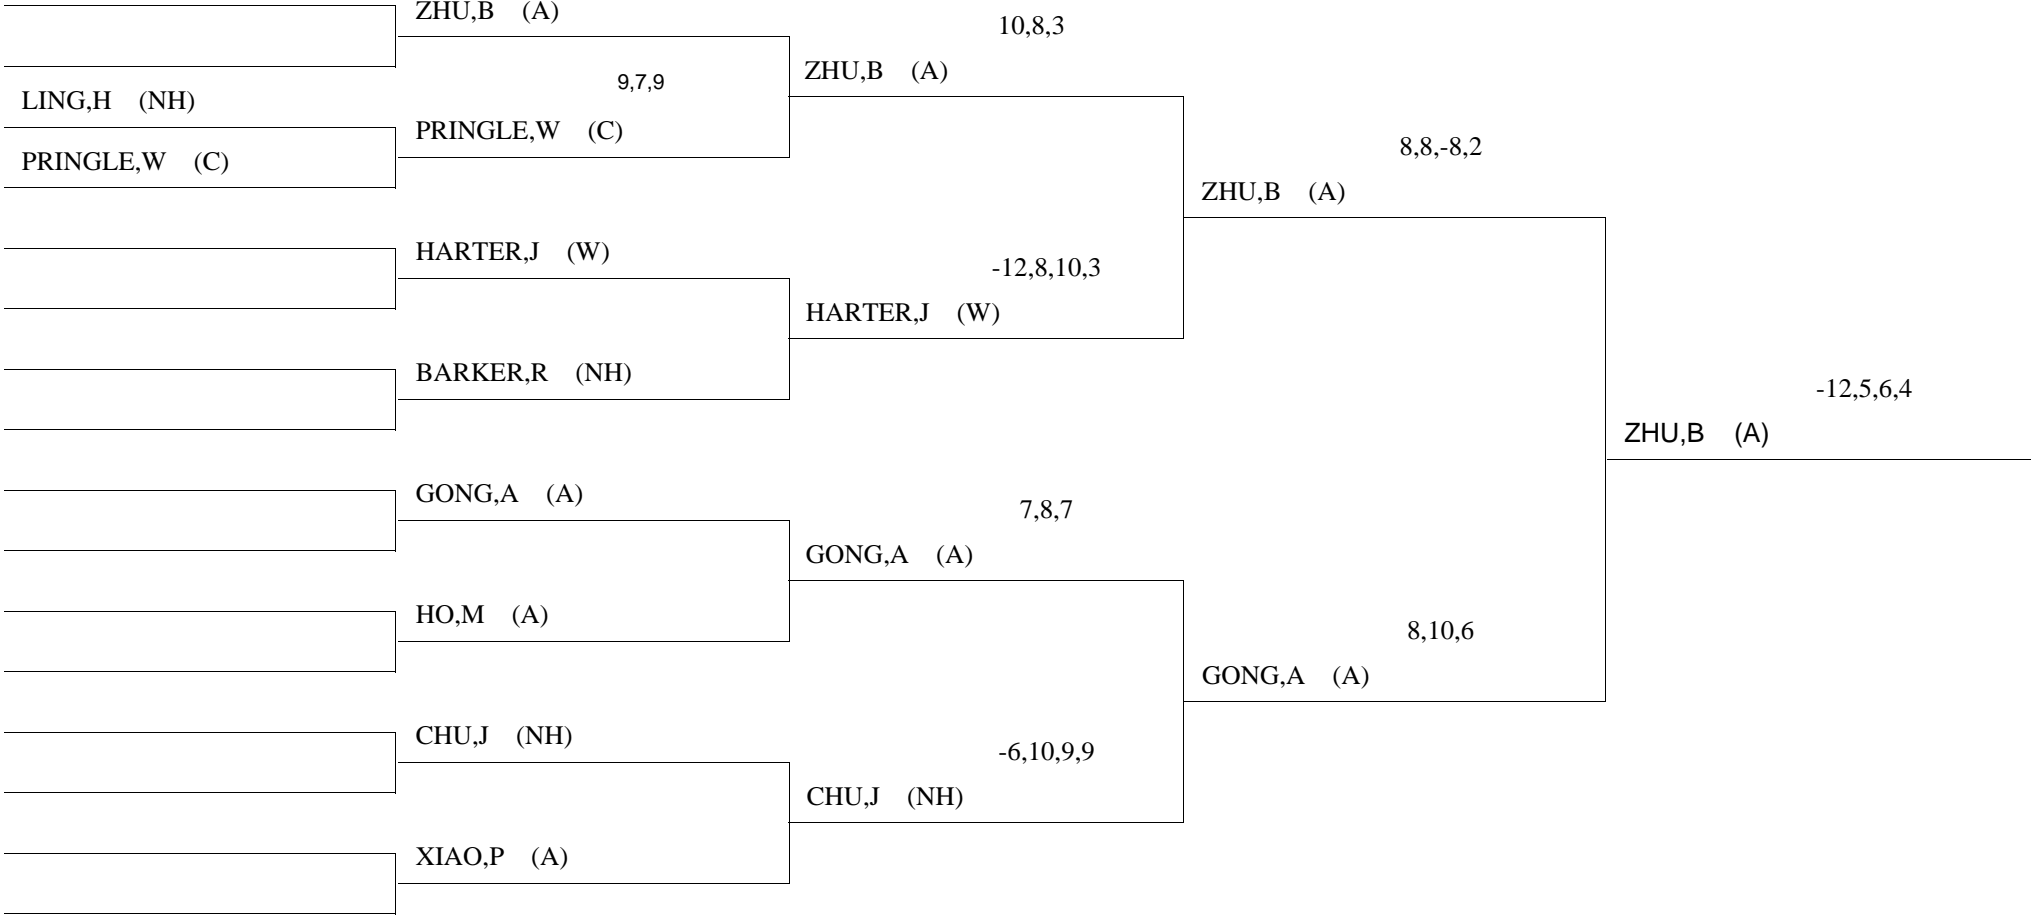 ZHU,B (A)
10,8,3
9,7,9
ZHU,B (A)
LING,H (NH)
PRINGLE,W (C)
8,8,-8,2
PRINGLE,W (C)
ZHU,B (A)
HARTER,J (W)
-12,8,10,3
HARTER,J (W)
BARKER,R (NH)
-12,5,6,4
ZHU,B (A)
GONG,A (A)
7,8,7
GONG,A (A)
HO,M (A)
8,10,6
GONG,A (A)
CHU,J (NH)
-6,10,9,9
CHU,J (NH)
XIAO,P (A)